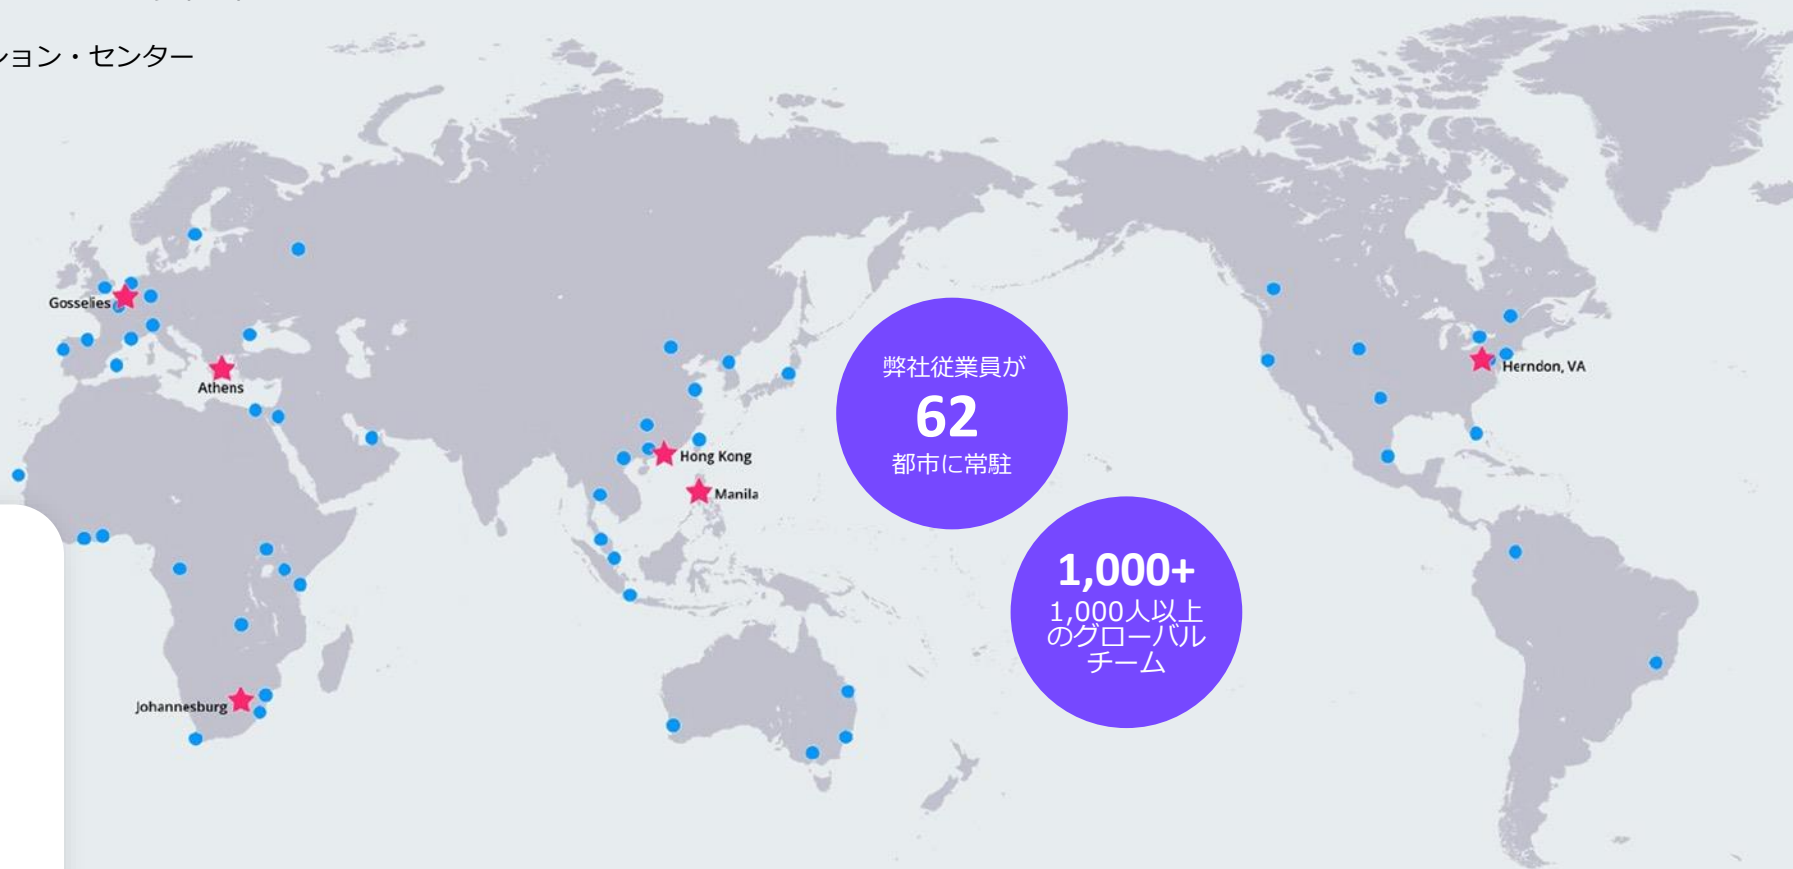 ション・センター
Gosselies
Athens
Hong Kong
Manila
Johannesburg
Herndon, VA
弊社従業員が
62
都市に常駐
1,000+
1,000人以上
のグローバル
チーム